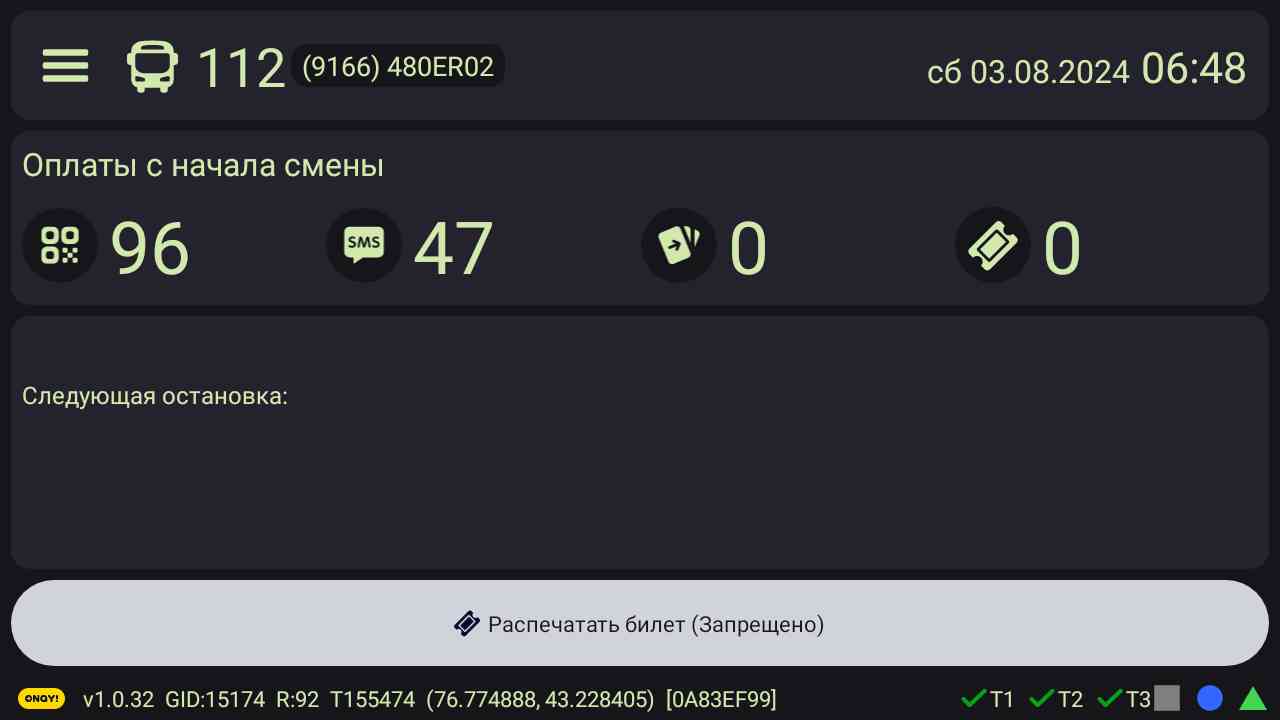 112 (9166) 480ER02 сб 03.08.2024 06:48
Оплаты с начала смены
96 SMS 47 0 0
Следующая остановка:
Распечатать билет (Запрещено)
ONAY! v1.0.32 GID:15174 R:92 T155474 (76.774888, 43.228405) [0A83EF99] T1 T2 T3